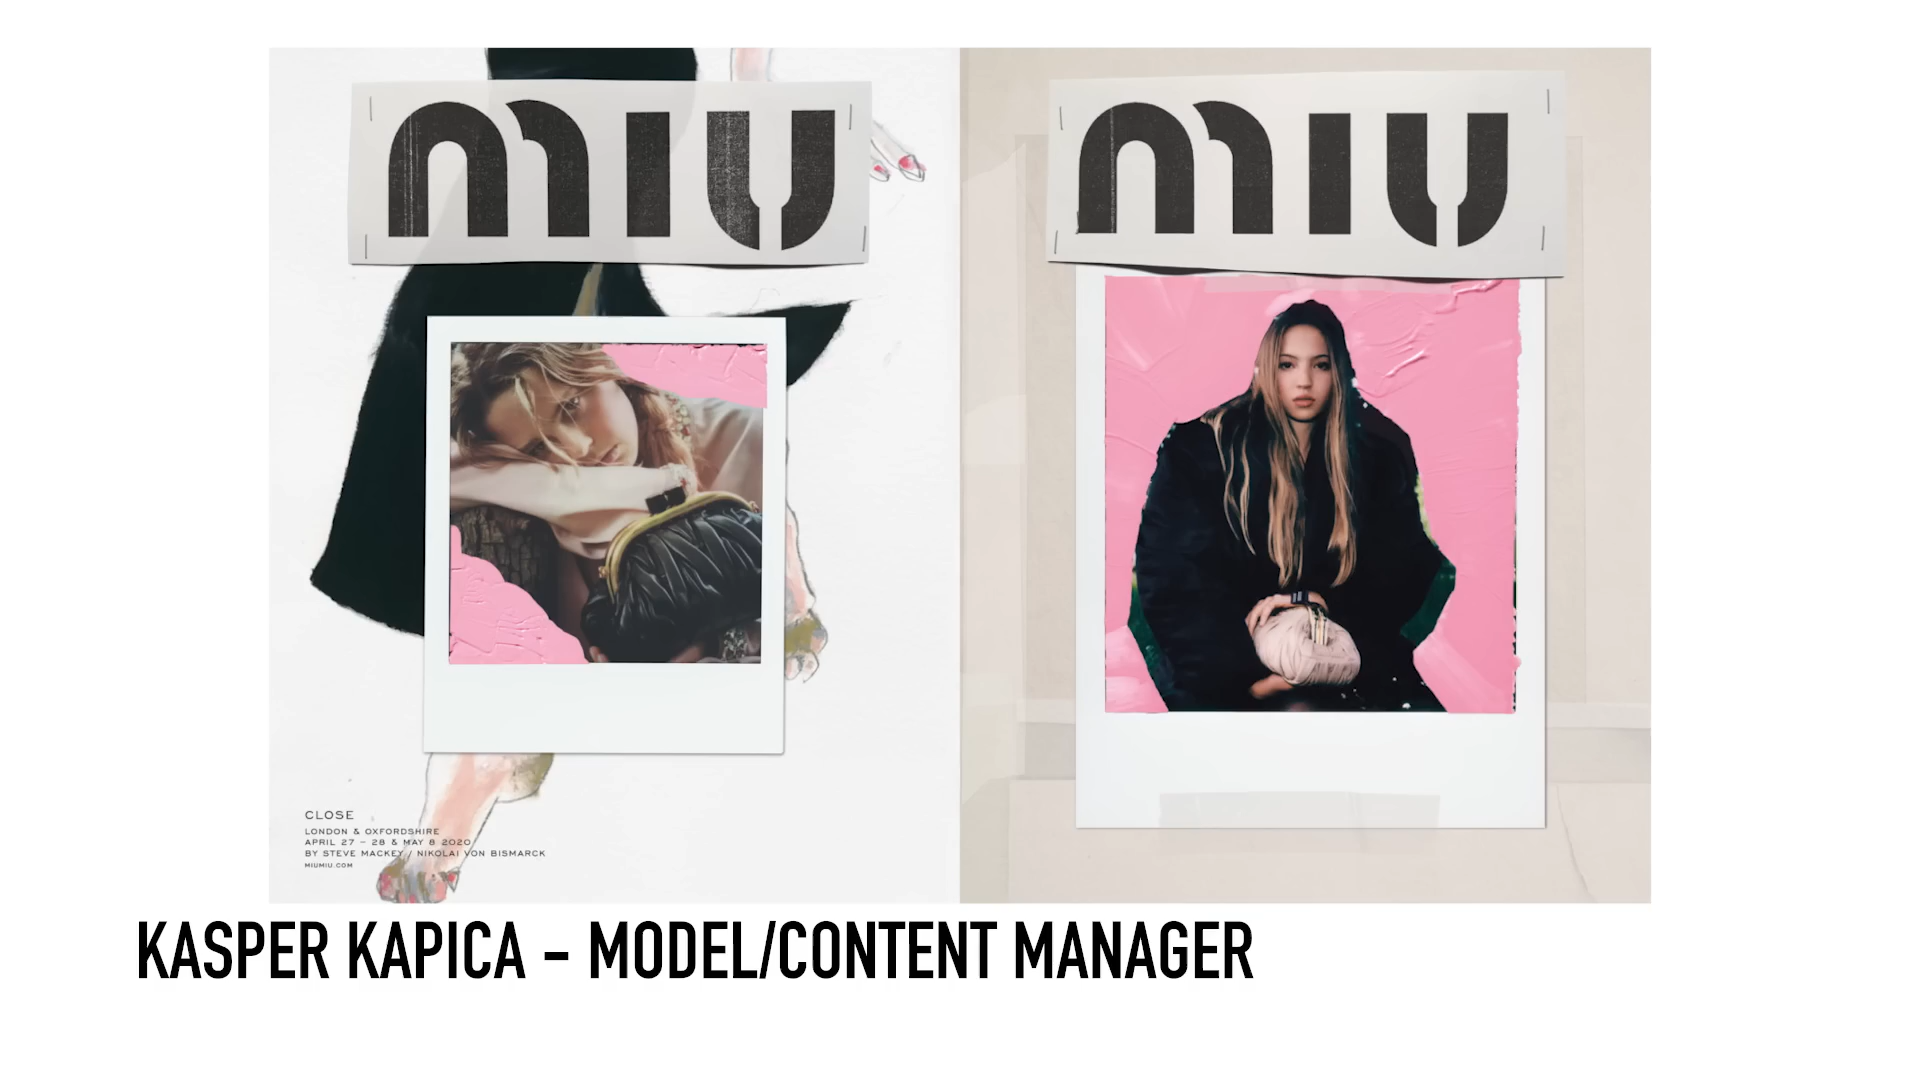 MIU
MIU
CLOSE
LONDON & OXFORDSHIRE
APRIL 27 – 28 & MAY 8 2020
BY STEVE MACKEY / NIKOLAI VON BISMARCK
MIUMIU.COM
KASPER KAPICA - MODEL/CONTENT MANAGER